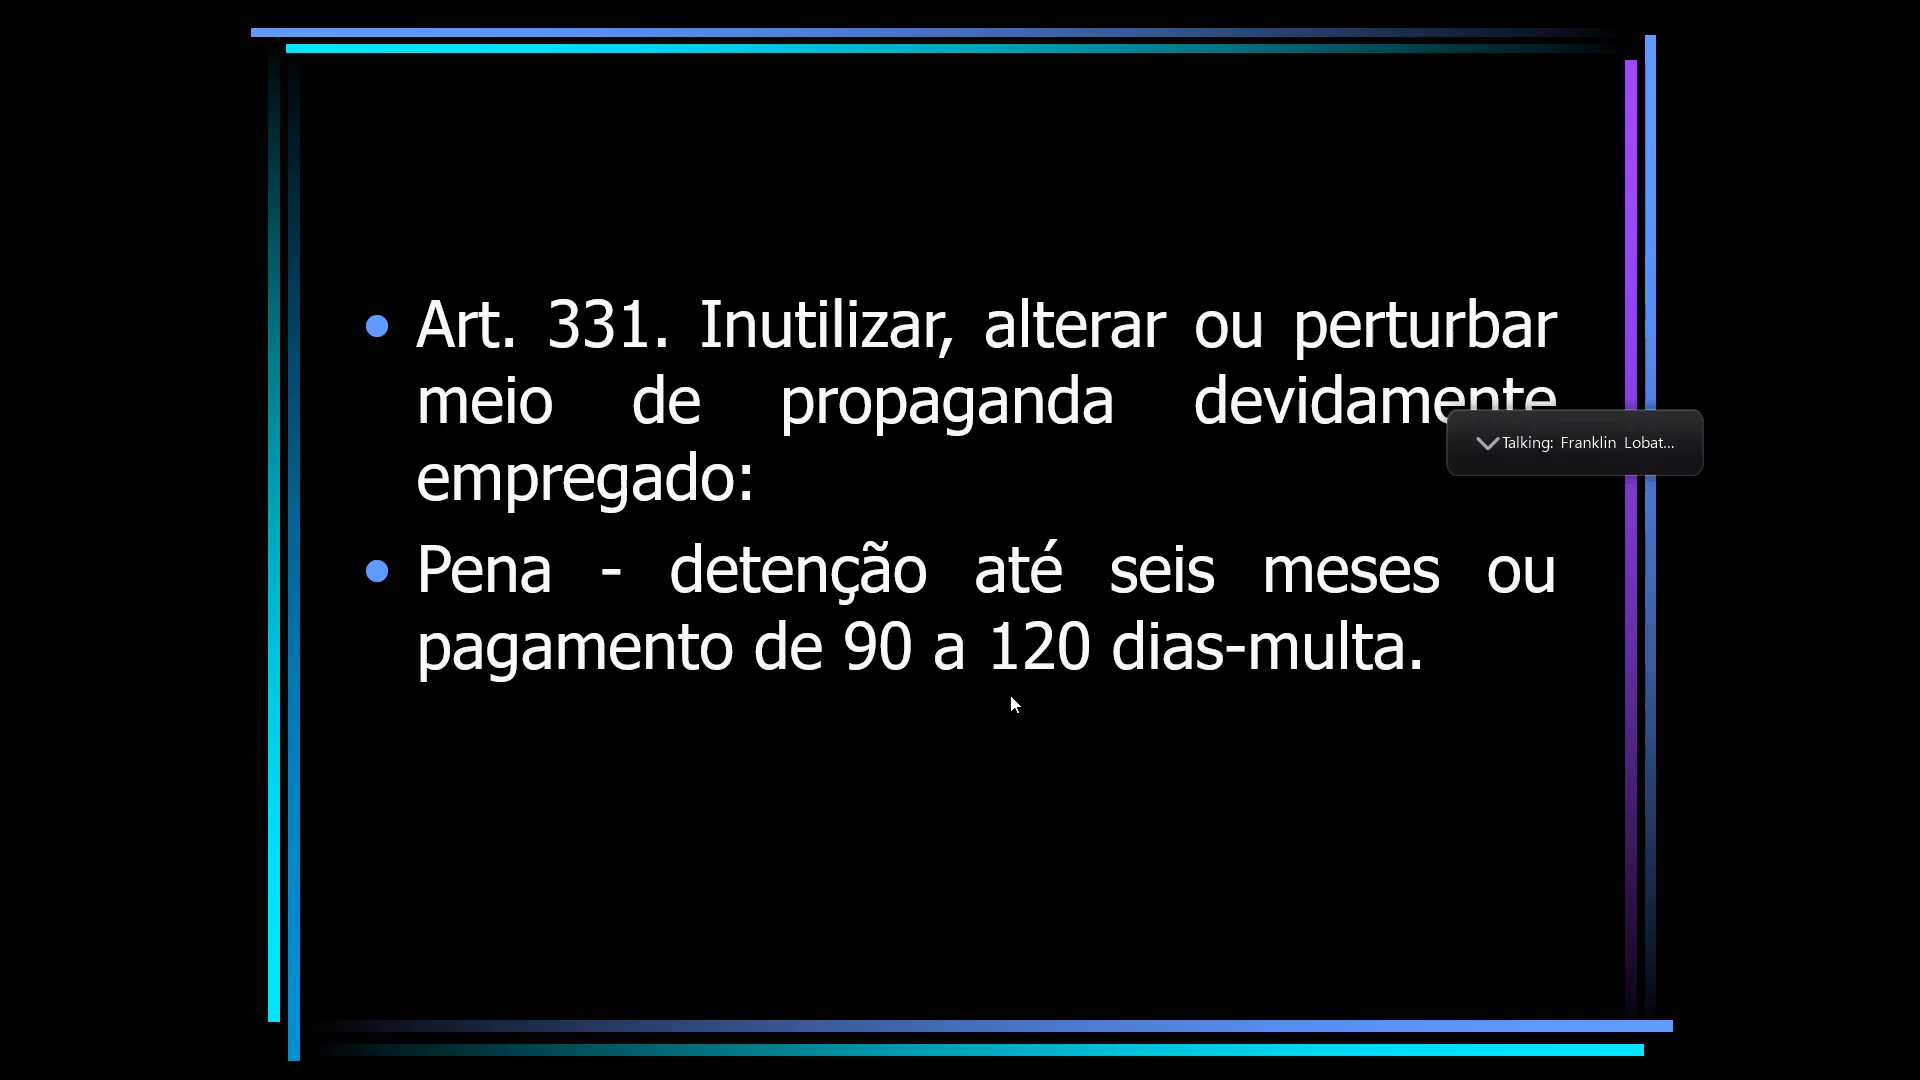 • Art. 331. Inutilizar, alterar ou perturbar
meio de propaganda devidamente
empregado:
• Pena - detenção até seis meses ou
pagamento de 90 a 120 dias-multa.
Talking: Franklin Lobat...